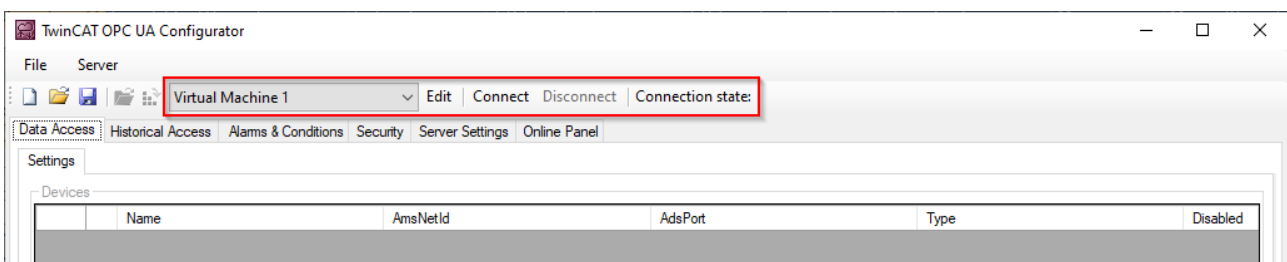 TwinCAT OPC UA Configurator
File Server
Virtual Machine 1 Edit Connect Disconnect Connection state:
Data Access Historical Access Alarms & Conditions Security Server Settings Online Panel
Settings
Devices
Name AmsNetId AdsPort Type Disabled